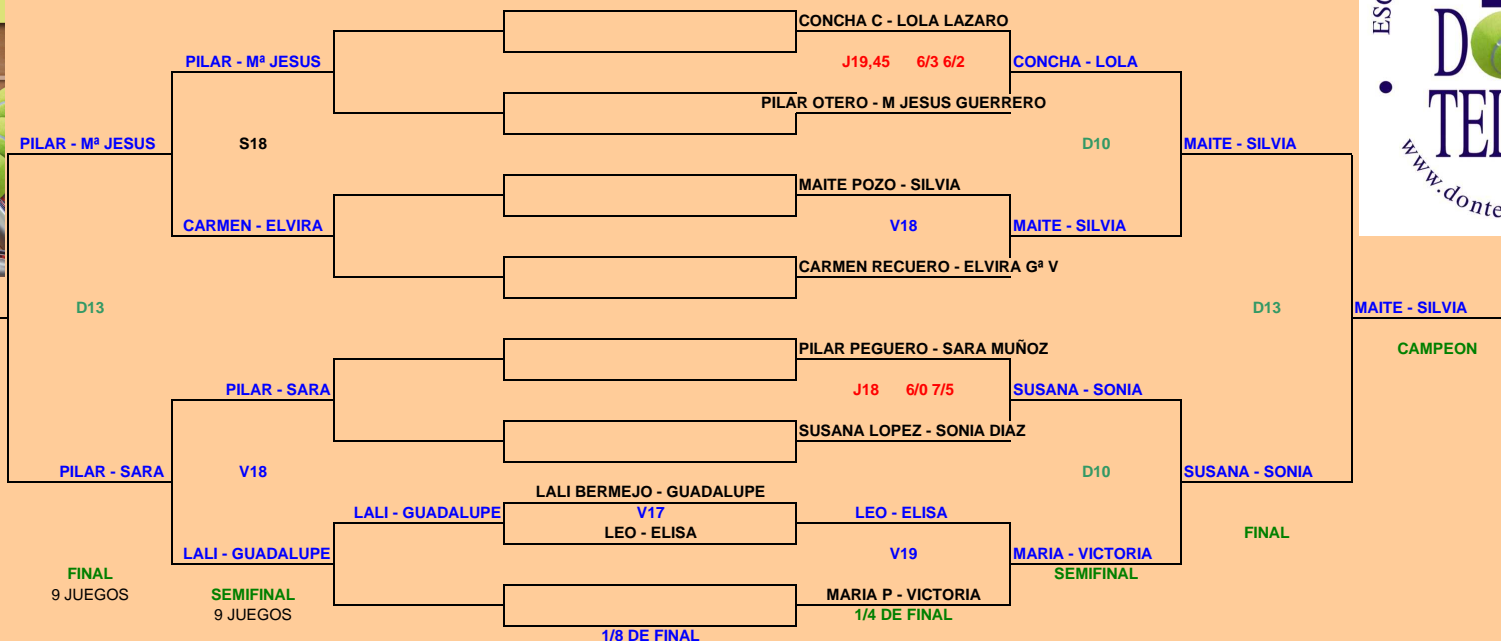 CONCHA C - LOLA LAZARO
PILAR - Mª JESUS
J19,45 6/3 6/2
CONCHA - LOLA
PILAR OTERO - M JESUS GUERRERO
PILAR - Mª JESUS
S18
D10
MAITE - SILVIA
MAITE POZO - SILVIA
CARMEN - ELVIRA
V18
MAITE - SILVIA
CARMEN RECUERO - ELVIRA Gª V
D13
D13
MAITE - SILVIA
PILAR PEGUERO - SARA MUÑOZ
CAMPEON
PILAR - SARA
J18 6/0 7/5
SUSANA - SONIA
SUSANA LOPEZ - SONIA DIAZ
PILAR - SARA
V18
D10
SUSANA - SONIA
LALI BERMEJO - GUADALUPE
LALI - GUADALUPE
V17
LEO - ELISA
LEO - ELISA
FINAL
LALI - GUADALUPE
V19
MARIA - VICTORIA
FINAL
SEMIFINAL
9 JUEGOS
SEMIFINAL
MARIA P - VICTORIA
9 JUEGOS
1/4 DE FINAL
1/8 DE FINAL